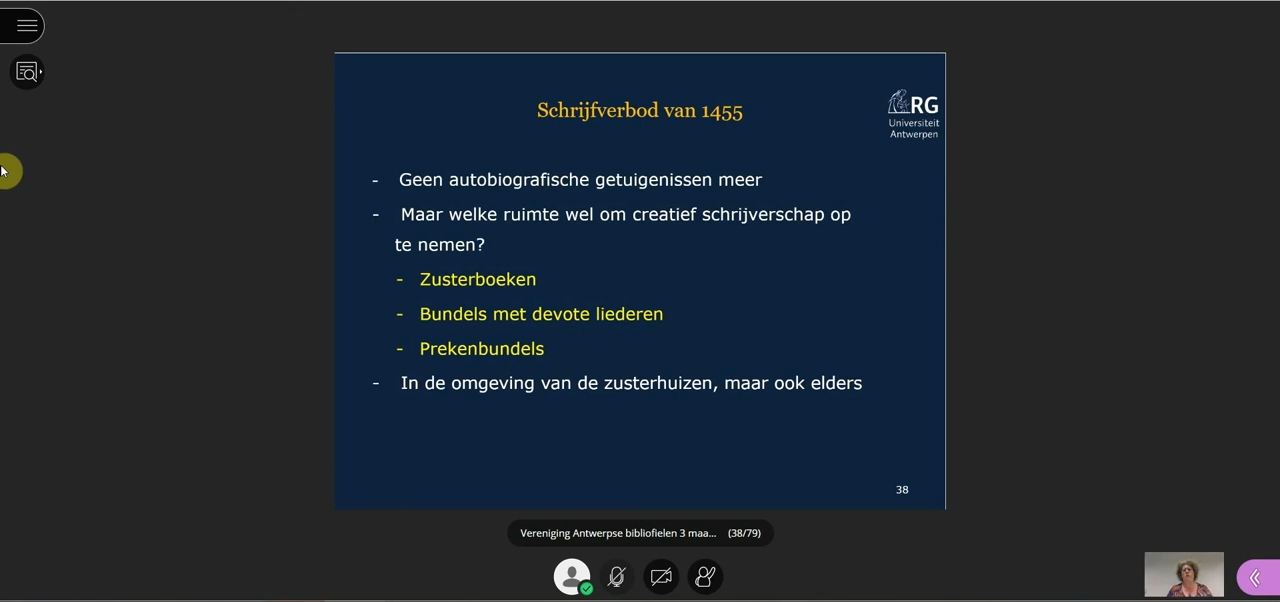 Schrijfverbod van 1455
RG
Universiteit
Antwerpen
- Geen autobiografische getuigenissen meer
- Maar welke ruimte wel om creatief schrijverschap op
te nemen?
- Zusterboeken
- Bundels met devote liederen
- Prekenbundels
- In de omgeving van de zusterhuizen, maar ook elders
38
Vereniging Antwerpse bibliofielen 3 maa... (38/79)